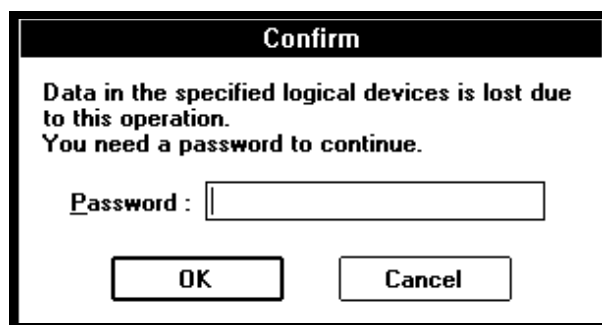 Confirm
Data in the specified logical devices is lost due
to this operation.
You need a password to continue.
Password :
OK Cancel